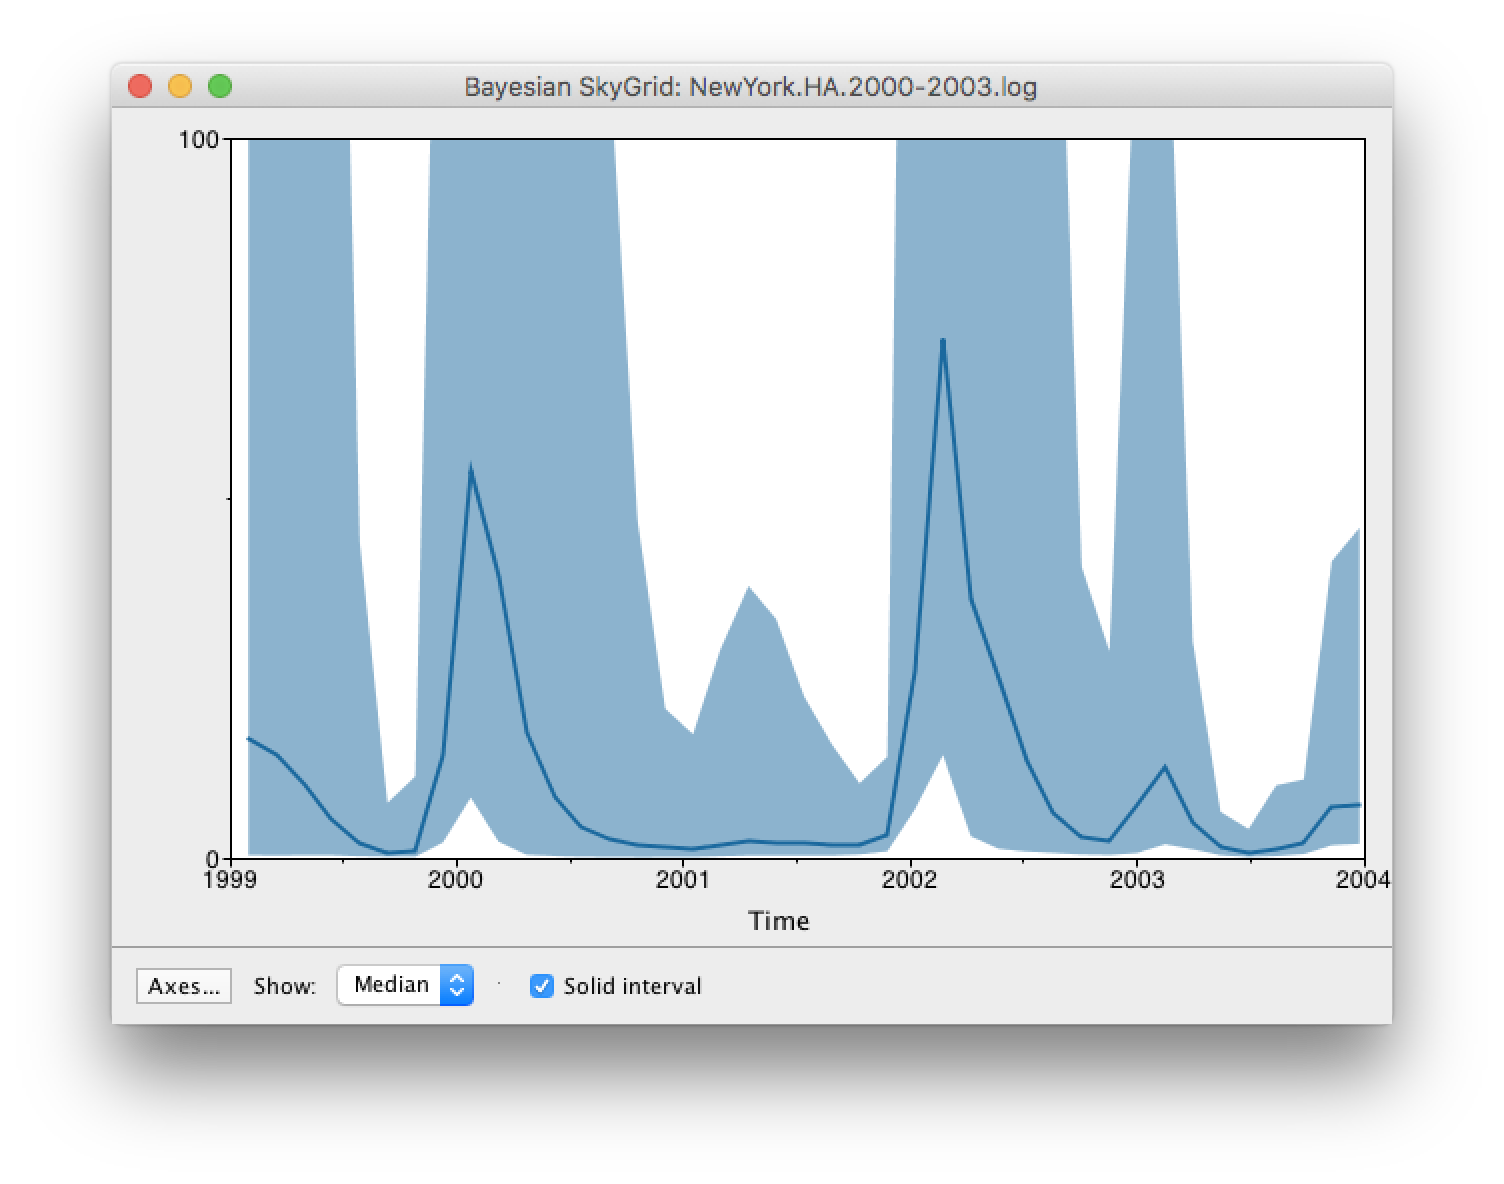 Bayesian SkyGrid: NewYork.HA.2000-2003.log
100
0
1999 2000 2001 2002 2003 2004
Time
Axes... Show: Median Solid interval